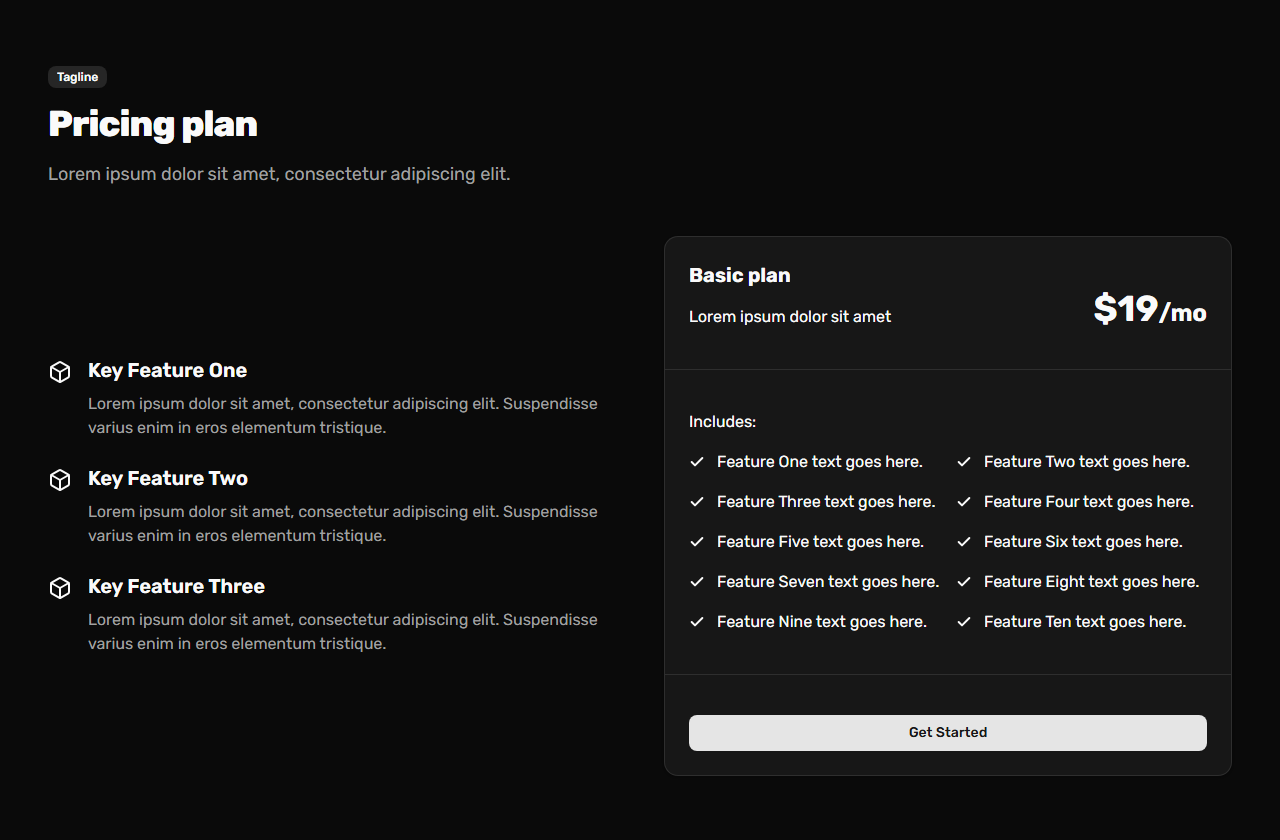 Tagline
Pricing plan
Lorem ipsum dolor sit amet, consectetur adipiscing elit.
Key Feature One
Lorem ipsum dolor sit amet, consectetur adipiscing elit. Suspendisse
varius enim in eros elementum tristique.
Key Feature Two
Lorem ipsum dolor sit amet, consectetur adipiscing elit. Suspendisse
varius enim in eros elementum tristique.
Key Feature Three
Lorem ipsum dolor sit amet, consectetur adipiscing elit. Suspendisse
varius enim in eros elementum tristique.
Basic plan
Lorem ipsum dolor sit amet
$19/mo
Includes:
Feature One text goes here.
Feature Two text goes here.
Feature Three text goes here.
Feature Four text goes here.
Feature Five text goes here.
Feature Six text goes here.
Feature Seven text goes here.
Feature Eight text goes here.
Feature Nine text goes here.
Feature Ten text goes here.
Get Started